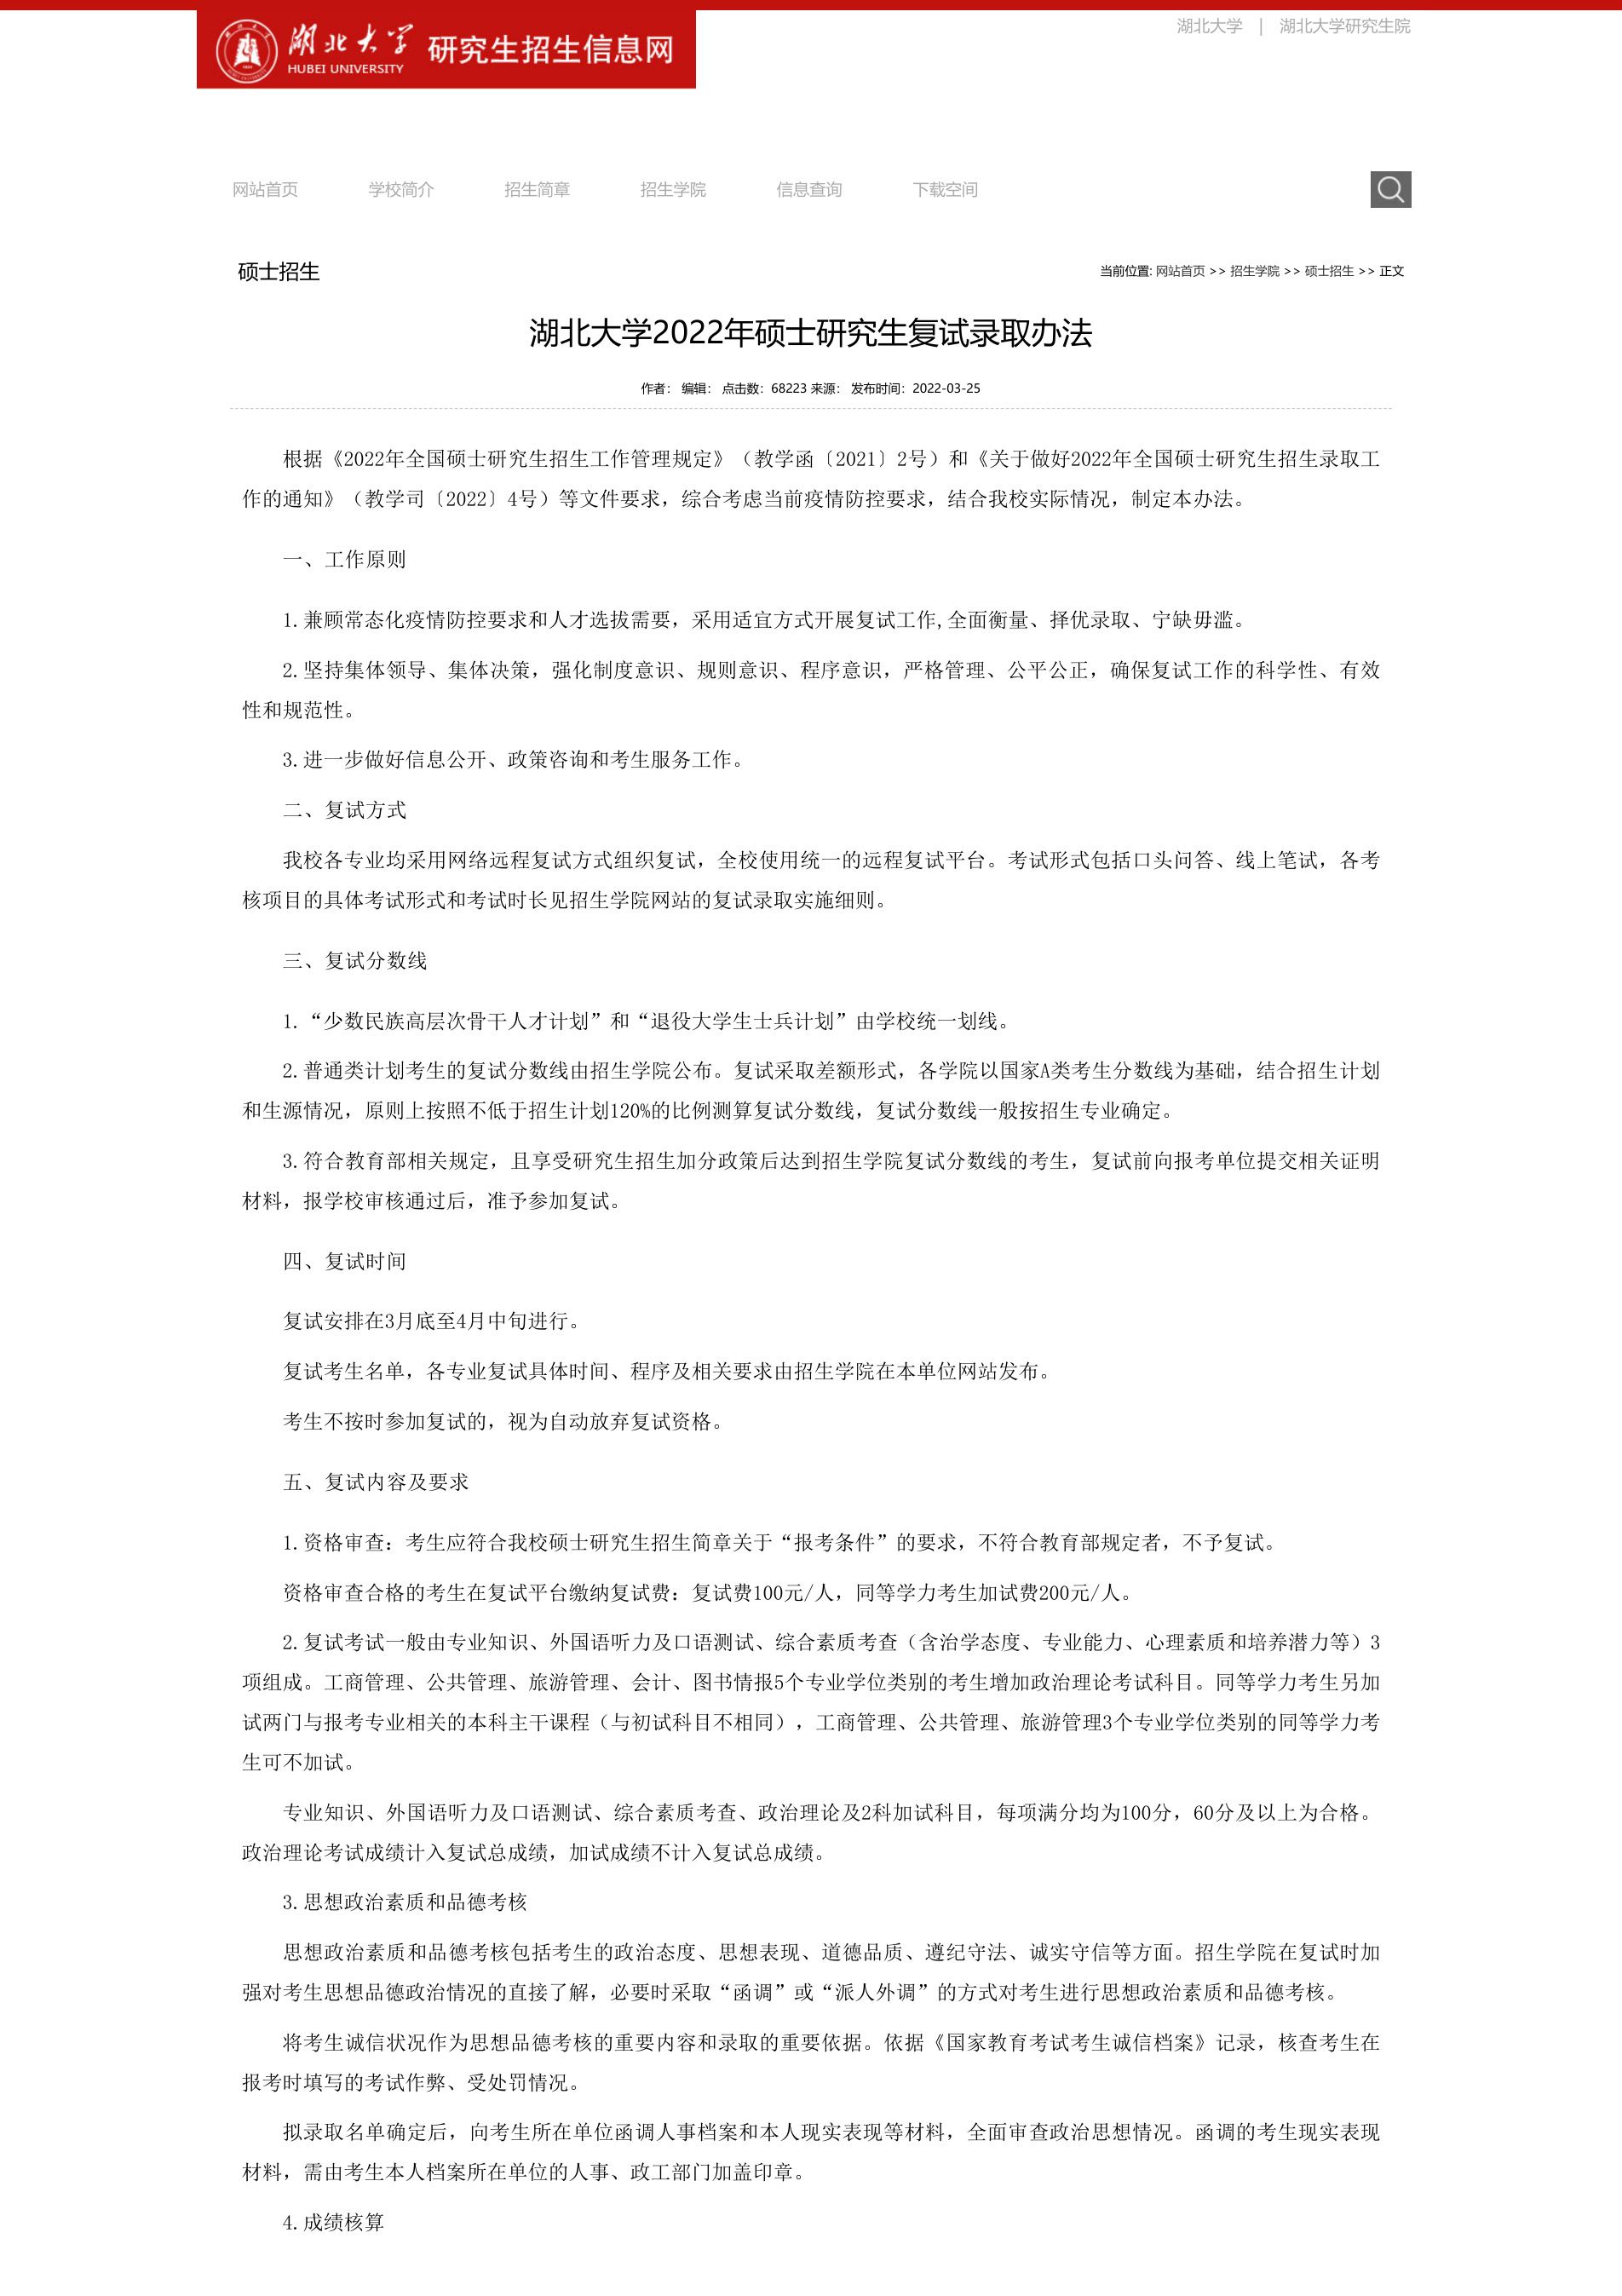 湖北大学 | 湖北大学研究生院
湖北大学 研究生招生信息网
HUBEI UNIVERSITY
网站首页 学校简介 招生简章 招生学院 信息查询 下载空间
硕士招生
当前位置: 网站首页 >> 招生学院 >> 硕士招生 >> 正文
湖北大学2022年硕士研究生复试录取办法
作者： 编辑： 点击数：68223 来源： 发布时间：2022-03-25
根据《2022年全国硕士研究生招生工作管理规定》（教学函〔2021〕2号）和《关于做好2022年全国硕士研究生招生录取工
作的通知》（教学司〔2022〕4号）等文件要求，综合考虑当前疫情防控要求，结合我校实际情况，制定本办法。
一、工作原则
1.兼顾常态化疫情防控要求和人才选拔需要，采用适宜方式开展复试工作,全面衡量、择优录取、宁缺毋滥。
2.坚持集体领导、集体决策，强化制度意识、规则意识、程序意识，严格管理、公平公正，确保复试工作的科学性、有效
性和规范性。
3.进一步做好信息公开、政策咨询和考生服务工作。
二、复试方式
我校各专业均采用网络远程复试方式组织复试，全校使用统一的远程复试平台。考试形式包括口头问答、线上笔试，各考
核项目的具体考试形式和考试时长见招生学院网站的复试录取实施细则。
三、复试分数线
1.“少数民族高层次骨干人才计划”和“退役大学生士兵计划”由学校统一划线。
2.普通类计划考生的复试分数线由招生学院公布。复试采取差额形式，各学院以国家A类考生分数线为基础，结合招生计划
和生源情况，原则上按照不低于招生计划120%的比例测算复试分数线，复试分数线一般按招生专业确定。
3.符合教育部相关规定，且享受研究生招生加分政策后达到招生学院复试分数线的考生，复试前向报考单位提交相关证明
材料，报学校审核通过后，准予参加复试。
四、复试时间
复试安排在3月底至4月中旬进行。
复试考生名单，各专业复试具体时间、程序及相关要求由招生学院在本单位网站发布。
考生不按时参加复试的，视为自动放弃复试资格。
五、复试内容及要求
1.资格审查：考生应符合我校硕士研究生招生简章关于“报考条件”的要求，不符合教育部规定者，不予复试。
资格审查合格的考生在复试平台缴纳复试费：复试费100元/人，同等学力考生加试费200元/人。
2.复试考试一般由专业知识、外国语听力及口语测试、综合素质考查（含治学态度、专业能力、心理素质和培养潜力等）3
项组成。工商管理、公共管理、旅游管理、会计、图书情报5个专业学位类别的考生增加政治理论考试科目。同等学力考生另加
试两门与报考专业相关的本科主干课程（与初试科目不相同），工商管理、公共管理、旅游管理3个专业学位类别的同等学力考
生可不加试。
专业知识、外国语听力及口语测试、综合素质考查、政治理论及2科加试科目，每项满分均为100分，60分及以上为合格。
政治理论考试成绩计入复试总成绩，加试成绩不计入复试总成绩。
3.思想政治素质和品德考核
思想政治素质和品德考核包括考生的政治态度、思想表现、道德品质、遵纪守法、诚实守信等方面。招生学院在复试时加
强对考生思想品德政治情况的直接了解，必要时采取“函调”或“派人外调”的方式对考生进行思想政治素质和品德考核。
将考生诚信状况作为思想品德考核的重要内容和录取的重要依据。依据《国家教育考试考生诚信档案》记录，核查考生在
报考时填写的考试作弊、受处罚情况。
拟录取名单确定后，向考生所在单位函调人事档案和本人现实表现等材料，全面审查政治思想情况。函调的考生现实表现
材料，需由考生本人档案所在单位的人事、政工部门加盖印章。
4.成绩核算